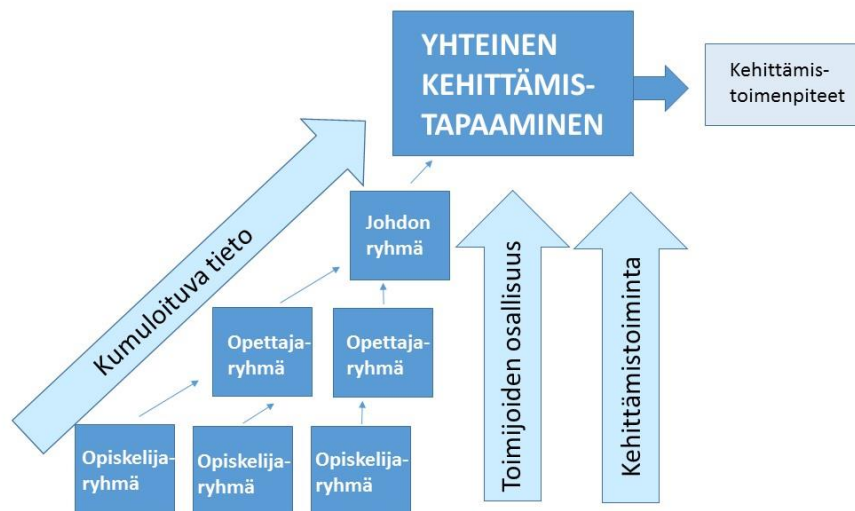 YHTEINEN
KEHITTÄMIS-
TAPAAMINEN
Kehittämis-
toimenpiteet
Kumuloituva tieto
Johdon
ryhmä
Toimijoiden osallisuus
Kehittämistoiminta
Opettaja-
ryhmä
Opettaja-
ryhmä
Opiskelija-
ryhmä
Opiskelija-
ryhmä
Opiskelija-
ryhmä